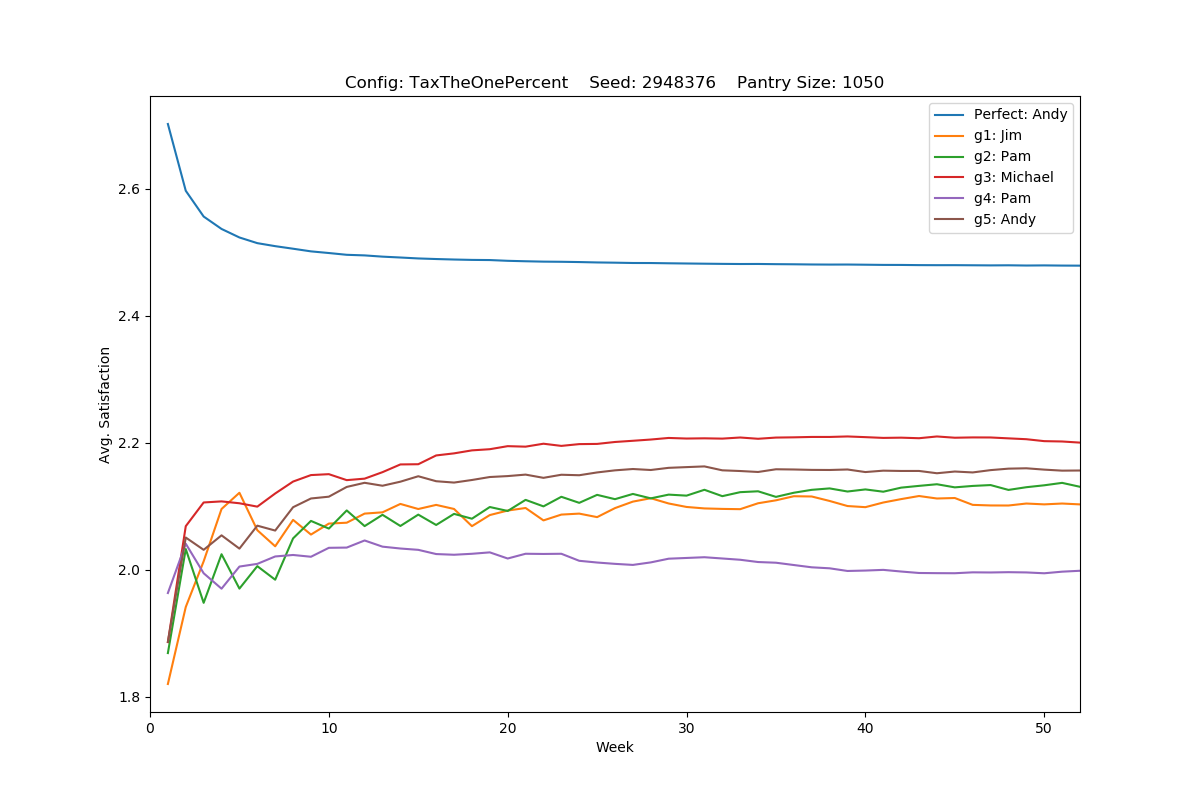 Config: TaxTheOnePercent    Seed: 2948376    Pantry Size: 1050
Perfect: Andy
g1: Jim
g2: Pam
g3: Michael
g4: Pam
g5: Andy
Avg. Satisfaction
2.6
2.4
2.2
2.0
1.8
0 10 20 30 40 50
Week